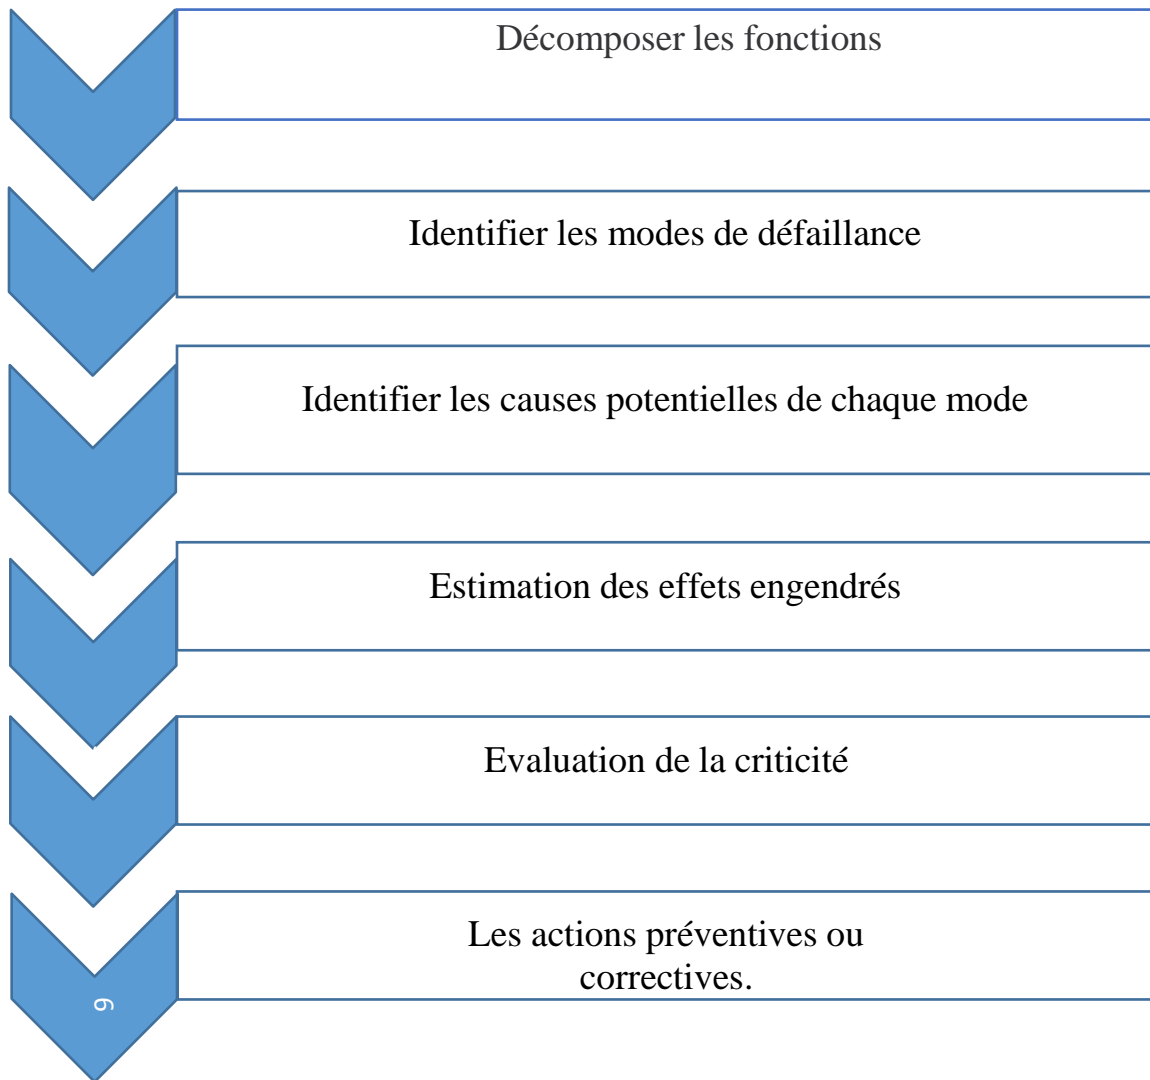 Décomposer les fonctions
Identifier les modes de défaillance
Identifier les causes potentielles de chaque mode
Estimation des effets engendrés
Evaluation de la criticité
Les actions préventives ou
correctives.
6